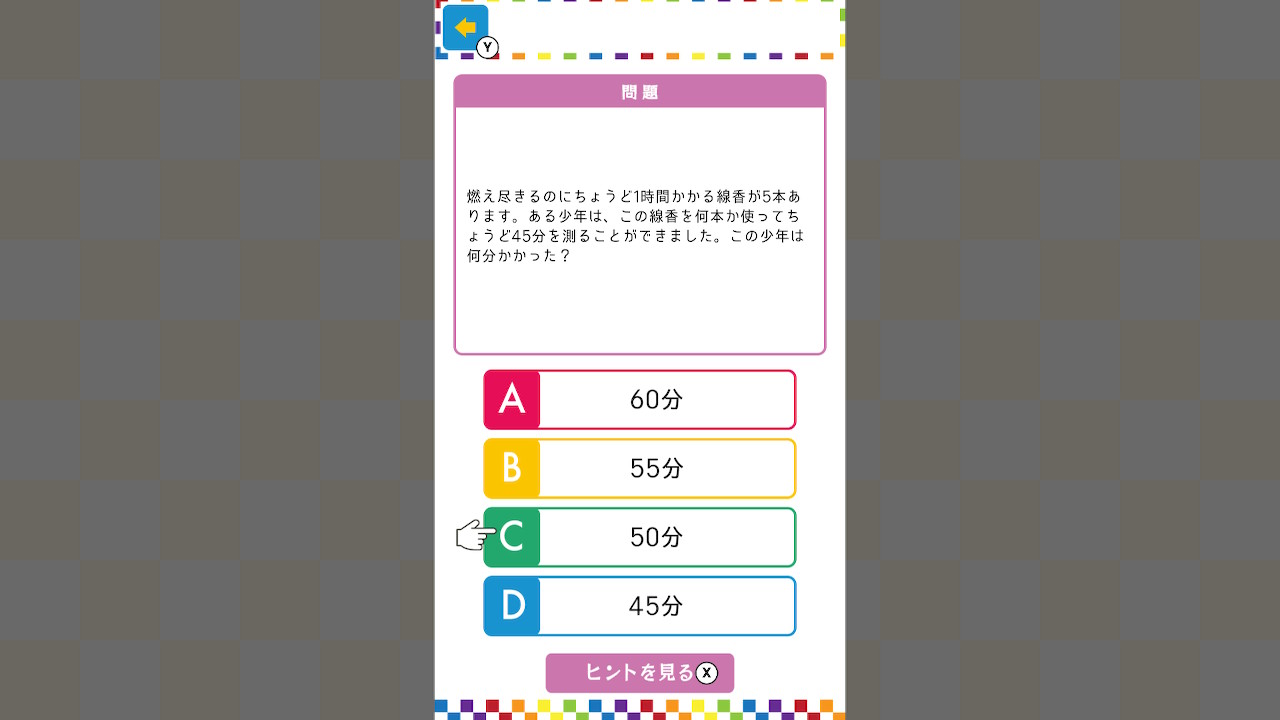 Y
問題
燃え尽きるのにちょうど1時間かかる線香が5本あ
ります。ある少年は、この線香を何本か使ってち
ょうど45分を測ることができました。この少年は
何分かかった？
A 60分
B 55分
C 50分
D 45分
ヒントを見る X